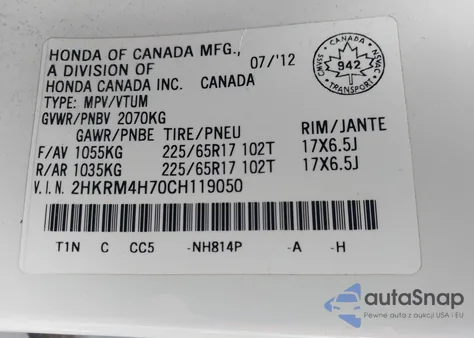 HONDA OF CANADA MFG.,
A DIVISION OF
HONDA CANADA INC. CANADA
07/'12
CANADA
CMVSS
942
NSVAC
TRANSPORT
TYPE: MPV/VTUM
GVWR/PNBV 2070KG
GAWR/PNBE TIRE/PNEU RIM/JANTE
F/AV 1055KG 225/65R17 102T 17X6.5J
R/AR 1035KG 225/65R17 102T 17X6.5J
V.I.N. 2HKRM4H70CH119050
T1N C CC5 -NH814P -A -H
autaSnap
Pewne auta z aukcji USA i EU